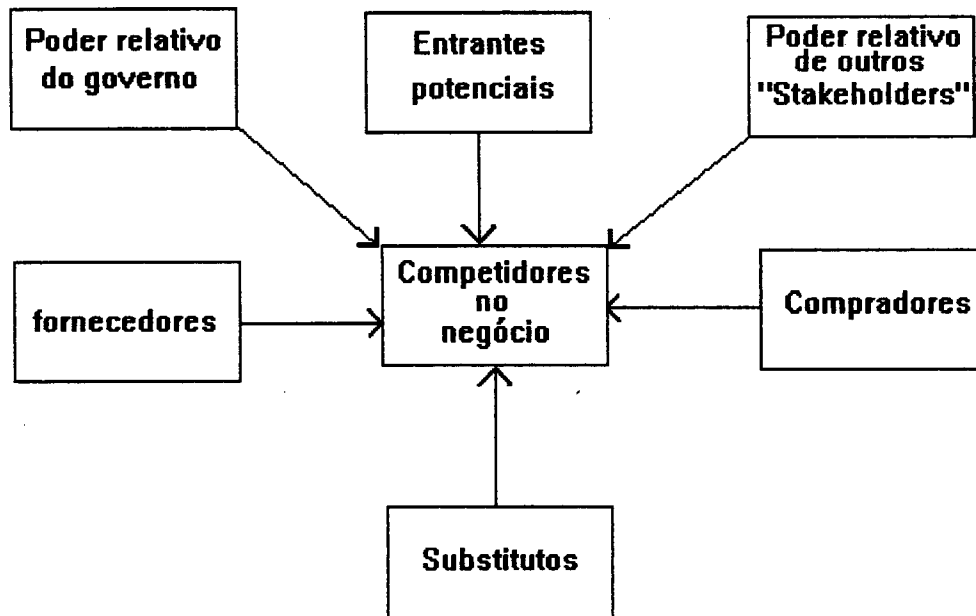 Poder relativo
do governo
Entrantes
potenciais
Poder relativo
de outros
"Stakeholders"
fornecedores
Competidores
no
negócio
Compradores
Substitutos